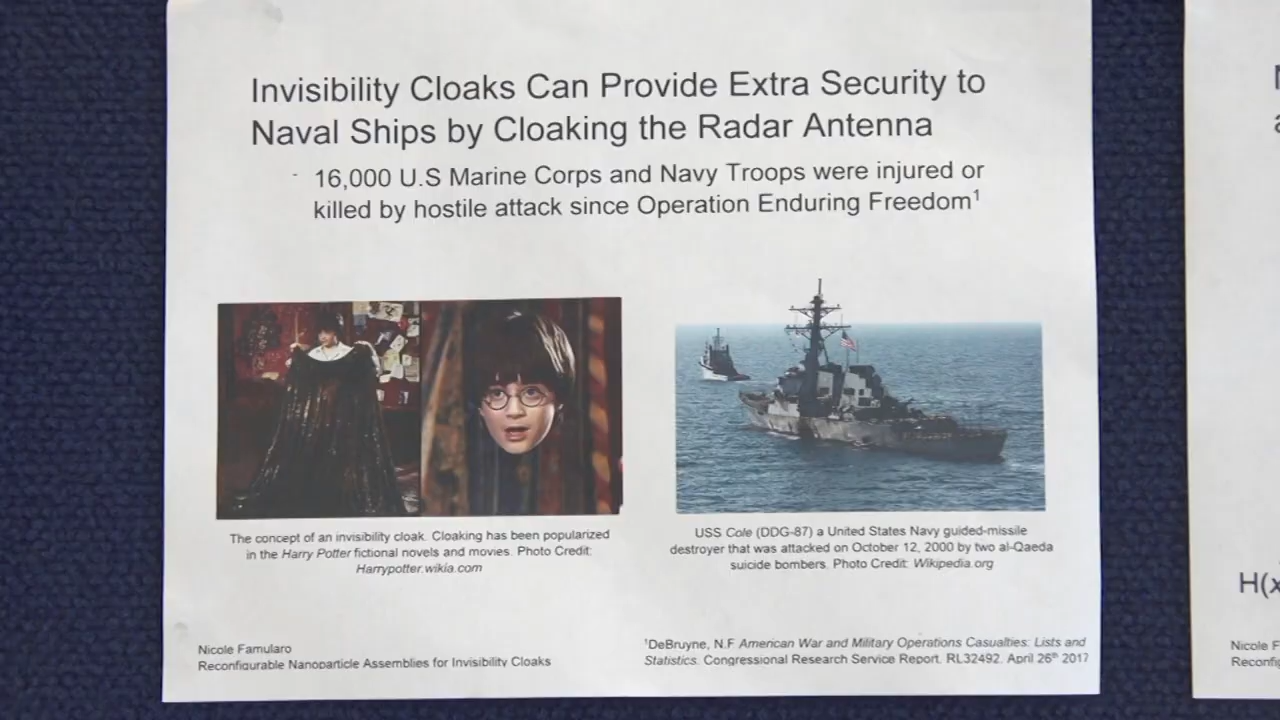 Invisibility Cloaks Can Provide Extra Security to
Naval Ships by Cloaking the Radar Antenna
- 16,000 U.S Marine Corps and Navy Troops were injured or
killed by hostile attack since Operation Enduring Freedom¹
The concept of an invisibility cloak. Cloaking has been popularized
in the Harry Potter fictional novels and movies. Photo Credit:
Harrypotter.wikia.com
USS Cole (DDG-87) a United States Navy guided-missile
destroyer that was attacked on October 12, 2000 by two al-Qaeda
suicide bombers. Photo Credit: Wikipedia.org
Nicole Famularo
Reconfigurable Nanoparticle Assemblies for Invisibility Cloaks
¹DeBruyne, N.F. American War and Military Operations Casualties: Lists and
Statistics. Congressional Research Service Report. RL32492. April 26th 2017
H(x
Nicole F
Reconfig